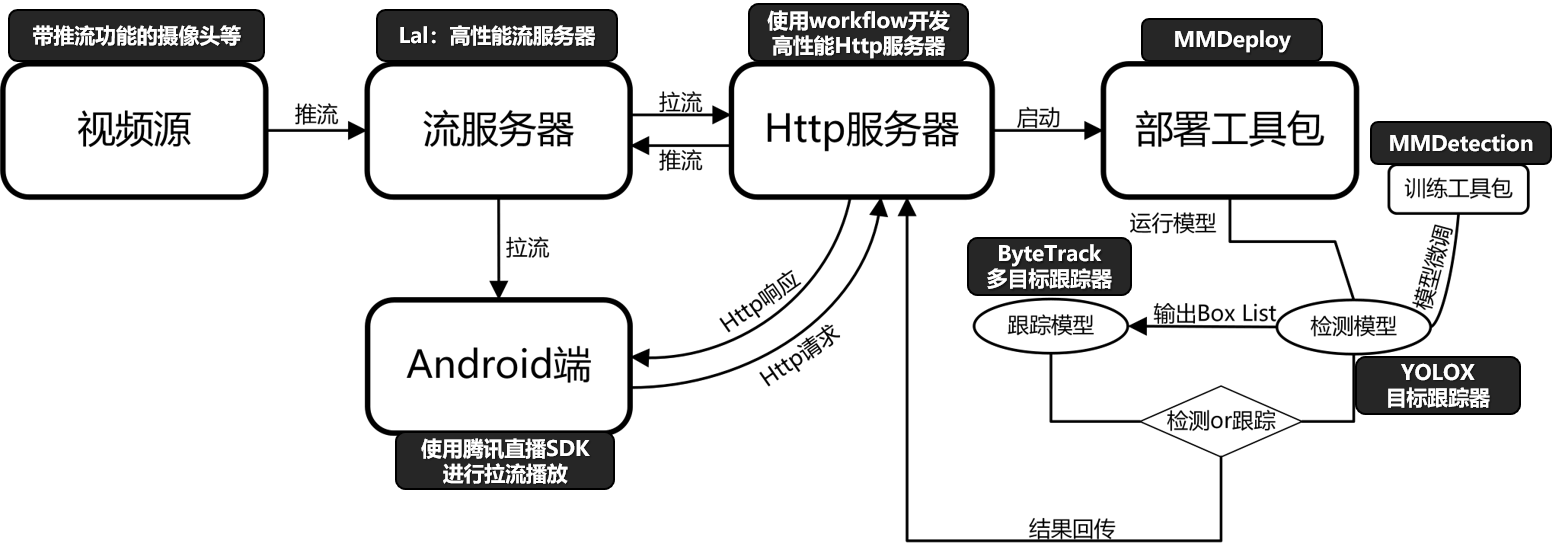 带推流功能的摄像头等
视频源
推流
Lal：高性能流服务器
流服务器
拉流
推流
使用workflow开发
高性能Http服务器
Http服务器
启动
MMDeploy
部署工具包
MMDetection
训练工具包
模型微调
运行模型
拉流
Http响应
Http请求
Android端
使用腾讯直播SDK
进行拉流播放
ByteTrack
多目标跟踪器
跟踪模型
输出Box List
检测模型
YOLOX
目标跟踪器
检测or跟踪
结果回传